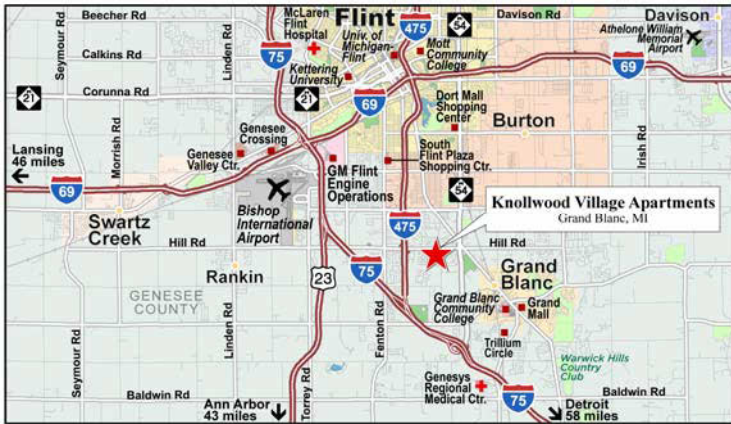 Beecher Rd
McLaren
Flint
Hospital
Flint
475
54
Davison Rd
Davison
Seymour Rd
Linden Rd
75
Univ. of
Michigan-
Flint
Mott
Community
College
Athelone William
Memorial
Airport
Calkins Rd
Kettering
University
69
21
Corunna Rd
21
69
Dort Mall
Shopping
Center
Burton
Lansing
46 miles
Morrish Rd
Genesee
Crossing
Genesee
Valley Ctr.
GM Flint
Engine
Operations
South
Flint Plaza
Shopping Ctr.
Irish Rd
69
54
Swartz
Creek
Bishop
International
Airport
Knollwood Village Apartments
Grand Blanc, MI
475
Hill Rd
Hill Rd
Rankin
23
75
Grand
Blanc
GENESEE
COUNTY
Grand Blanc
Community
College
Grand
Mall
Linden Rd
Fenton Rd
Trillium
Circle
Seymour Rd
Torrey Rd
Warwick Hills
Country
Club
Genesys
Regional
Medical Ctr.
75
Baldwin Rd
Baldwin Rd
Ann Arbor
43 miles
Detroit
58 miles